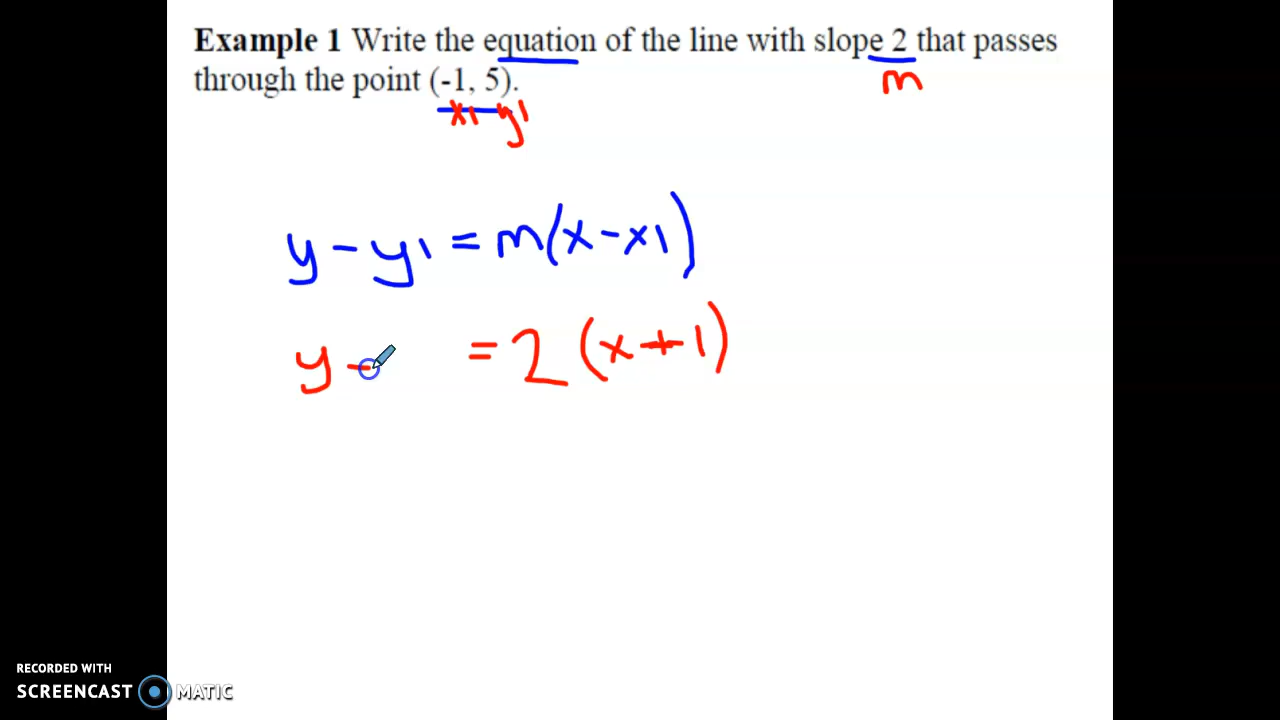 Example 1 Write the equation of the line with slope 2 that passes
through the point (-1, 5).
m
x1 y1
y - y1 = m(x - x1)
y - = 2 (x + 1)
RECORDED WITH
SCREENCAST MATIC